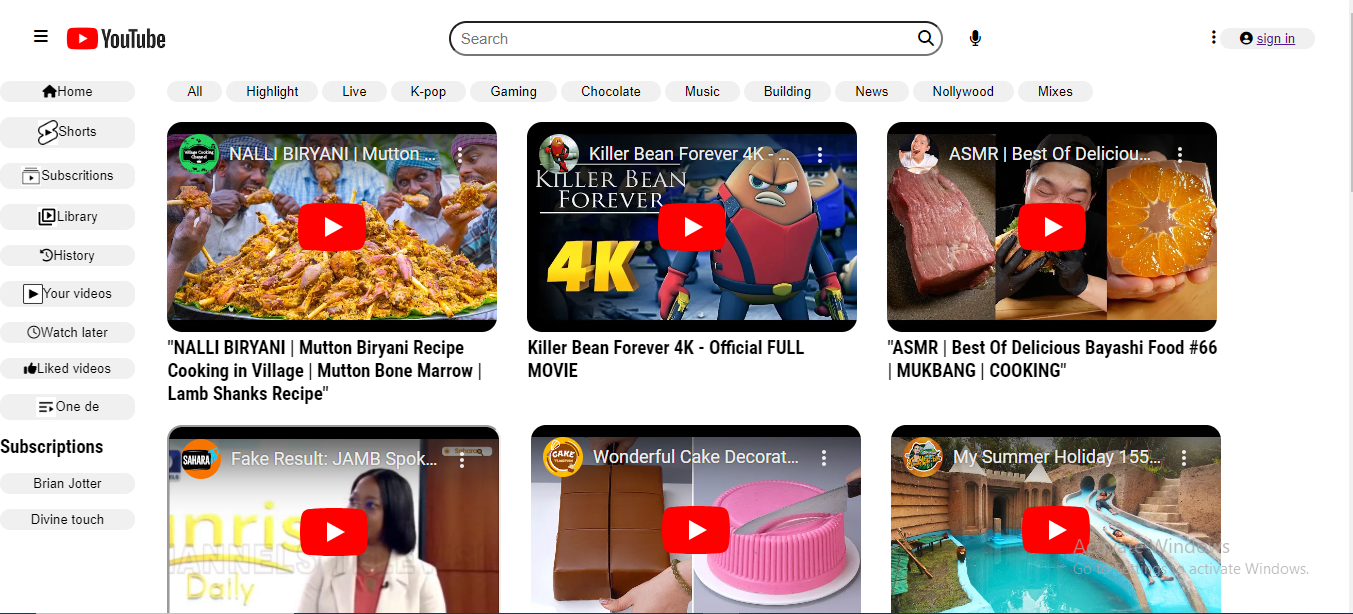 YouTube
Search
sign in
Home
Shorts
Subscritions
Library
History
Your videos
Watch later
Liked videos
One de
Subscriptions
Brian Jotter
Divine touch
All Highlight Live K-pop Gaming Chocolate Music Building News Nollywood Mixes
NALLI BIRYANI | Mutton ...
"NALLI BIRYANI | Mutton Biryani Recipe
Cooking in Village | Mutton Bone Marrow |
Lamb Shanks Recipe"
Killer Bean Forever 4K - ...
KILLER BEAN
FOREVER
4K
Killer Bean Forever 4K - Official FULL
MOVIE
ASMR | Best Of Deliciou...
"ASMR | Best Of Delicious Bayashi Food #66
| MUKBANG | COOKING"
SAHARA
Fake Result: JAMB Spok...
Daily
CAKE
Wonderful Cake Decorat...
My Summer Holiday 155...
Activate Windows
Go to Settings to activate Windows.